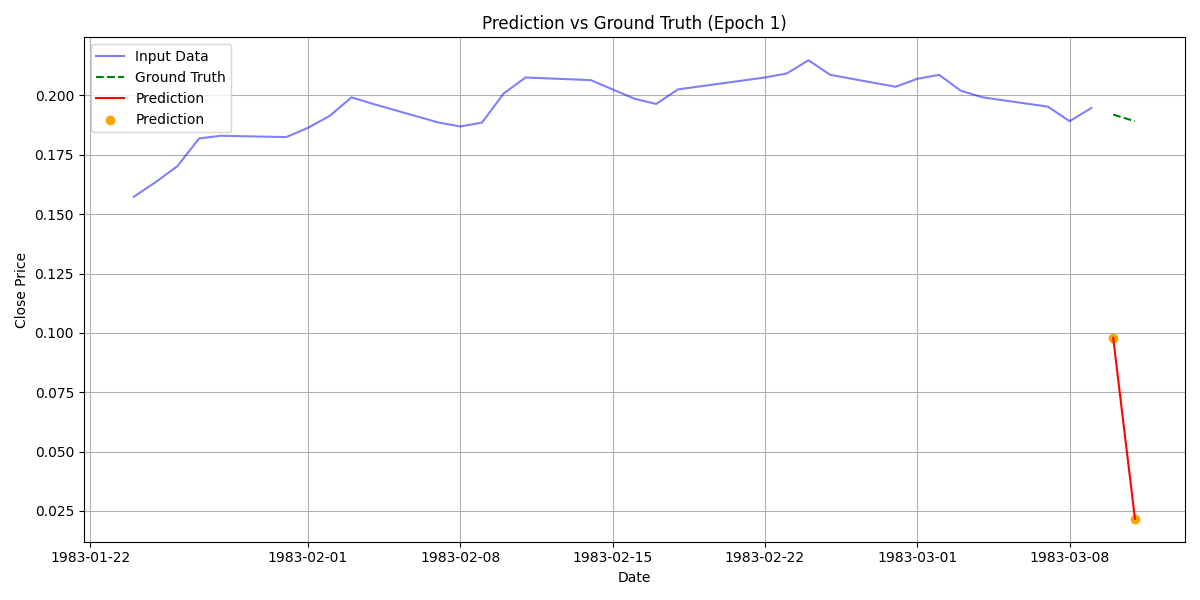 Prediction vs Ground Truth (Epoch 1)
Input Data
Ground Truth
Prediction
Prediction
Close Price
0.200
0.175
0.150
0.125
0.100
0.075
0.050
0.025
1983-01-22
1983-02-01
1983-02-08
1983-02-15
1983-02-22
1983-03-01
1983-03-08
Date